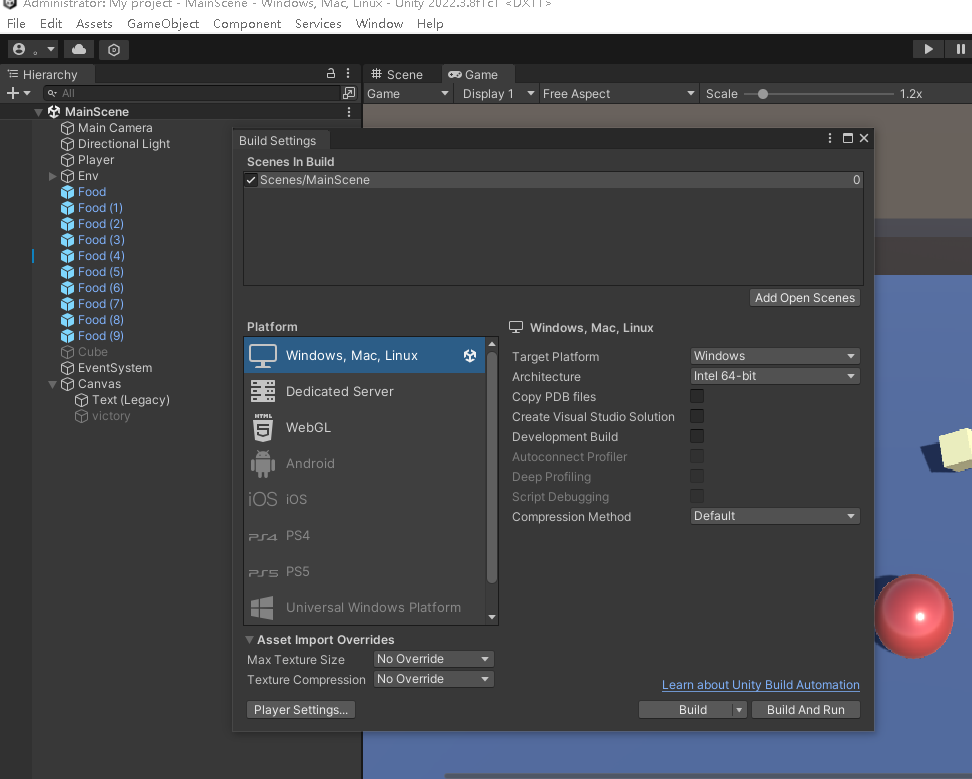 Administrator: My project - MainScene - Windows, Mac, Linux - Unity 2022.3.8f1c1 <DX11>
File Edit Assets GameObject Component Services Window Help
Hierarchy
All
Scene Game
Game Display 1 Free Aspect Scale 1.2x
MainScene
Main Camera
Directional Light
Player
Env
Food
Food (1)
Food (2)
Food (3)
Food (4)
Food (5)
Food (6)
Food (7)
Food (8)
Food (9)
Cube
EventSystem
Canvas
Text (Legacy)
victory
Build Settings
Scenes In Build
Scenes/MainScene 0
Add Open Scenes
Platform
Windows, Mac, Linux
Dedicated Server
HTML 5 WebGL
Android
iOS iOS
PS4 PS4
PS5 PS5
Universal Windows Platform
Windows, Mac, Linux
Target Platform Windows
Architecture Intel 64-bit
Copy PDB files
Create Visual Studio Solution
Development Build
Autoconnect Profiler
Deep Profiling
Script Debugging
Compression Method Default
Asset Import Overrides
Max Texture Size No Override
Texture Compression No Override
Learn about Unity Build Automation
Player Settings... Build Build And Run